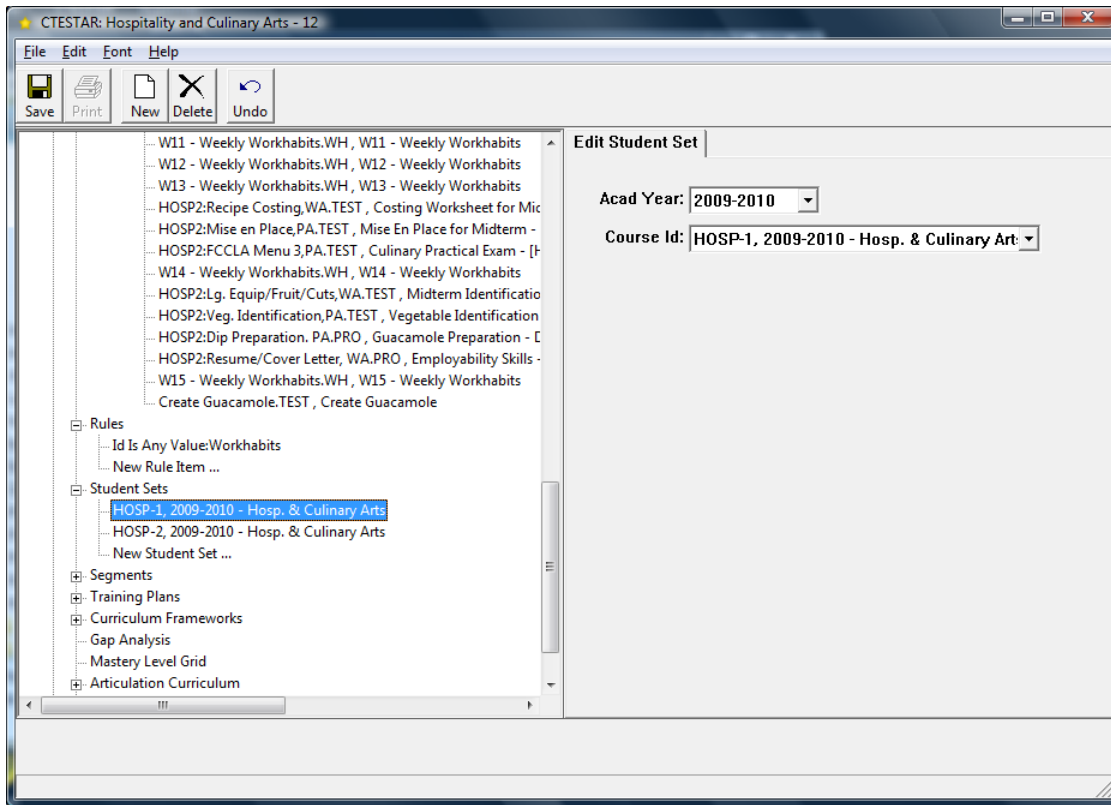 CTESTAR: Hospitality and Culinary Arts - 12
File Edit Font Help
Save Print New Delete Undo
W11 - Weekly Workhabits.WH , W11 - Weekly Workhabits
W12 - Weekly Workhabits.WH , W12 - Weekly Workhabits
W13 - Weekly Workhabits.WH , W13 - Weekly Workhabits
HOSP2:Recipe Costing,WA.TEST , Costing Worksheet for Mic
HOSP2:Mise en Place,PA.TEST , Mise En Place for Midterm -
HOSP2:FCCLA Menu 3,PA.TEST , Culinary Practical Exam - [H
W14 - Weekly Workhabits.WH , W14 - Weekly Workhabits
HOSP2:Lg. Equip/Fruit/Cuts,WA.TEST , Midterm Identificatio
HOSP2:Veg. Identification,PA.TEST , Vegetable Identification
HOSP2:Dip Preparation. PA.PRO , Guacamole Preparation - D
HOSP2:Resume/Cover Letter, WA.PRO , Employability Skills -
W15 - Weekly Workhabits.WH , W15 - Weekly Workhabits
Create Guacamole.TEST , Create Guacamole
Rules
Id Is Any Value:Workhabits
New Rule Item ...
Student Sets
HOSP-1, 2009-2010 - Hosp. & Culinary Arts
HOSP-2, 2009-2010 - Hosp. & Culinary Arts
New Student Set ...
Segments
Training Plans
Curriculum Frameworks
Gap Analysis
Mastery Level Grid
Articulation Curriculum
Edit Student Set
Acad Year: 2009-2010
Course Id: HOSP-1, 2009-2010 - Hosp. & Culinary Art